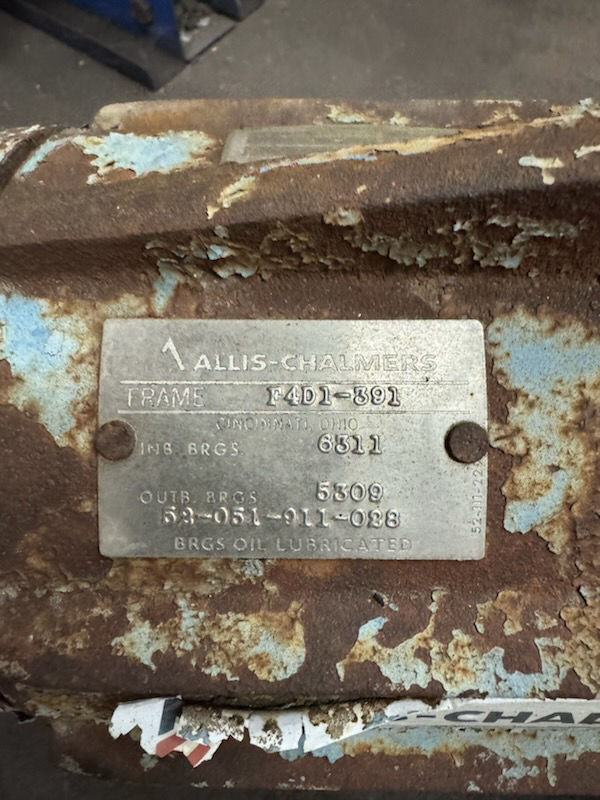 ALLIS-CHALMERS
FRAME F4D1-391
CINCINNATI, OHIO
INB. BRGS. 6311
OUTB. BRGS 5309
52-051-911-028
BRGS OIL LUBRICATED
S-CHAL